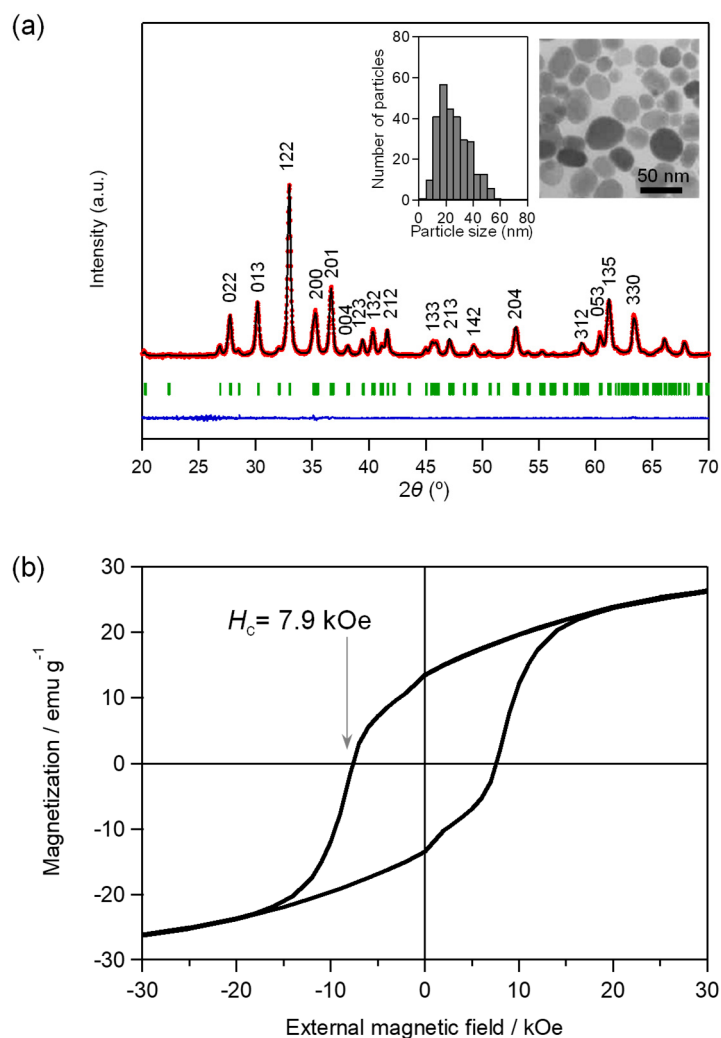 (a)
Intensity (a.u.)
022
013
122
200
201
004
123
132
212
133
213
142
204
312
053
135
330
20 25 30 35 40 45 50 55 60 65 70
2θ (º)
Number of particles
80
60
40
20
0
0 20 40 60 80
Particle size (nm)
50 nm
(b)
Magnetization / emu g⁻¹
30
20
10
0
-10
-20
-30
Hc= 7.9 kOe
-30 -20 -10 0 10 20 30
External magnetic field / kOe